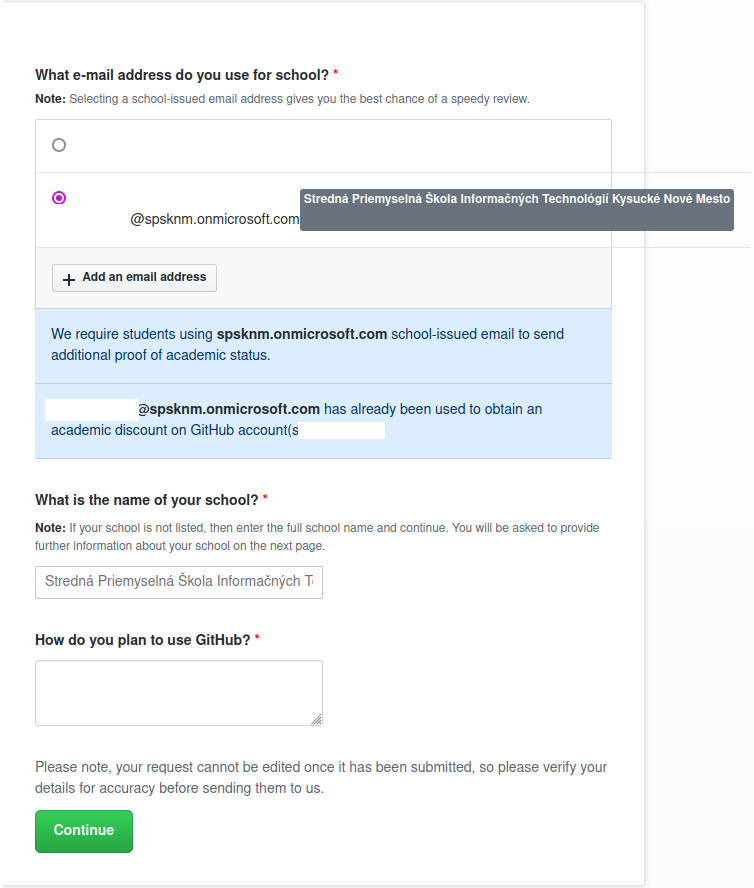 What e-mail address do you use for school? *
Note: Selecting a school-issued email address gives you the best chance of a speedy review.
Stredná Priemyselná Škola Informačných Technológií Kysucké Nové Mesto
@spsknm.onmicrosoft.com
+ Add an email address
We require students using spsknm.onmicrosoft.com school-issued email to send
additional proof of academic status.
@spsknm.onmicrosoft.com has already been used to obtain an
academic discount on GitHub account(s
What is the name of your school? *
Note: If your school is not listed, then enter the full school name and continue. You will be asked to provide
further information about your school on the next page.
Stredná Priemyselná Škola Informačných
How do you plan to use GitHub? *
Please note, your request cannot be edited once it has been submitted, so please verify your
details for accuracy before sending them to us.
Continue